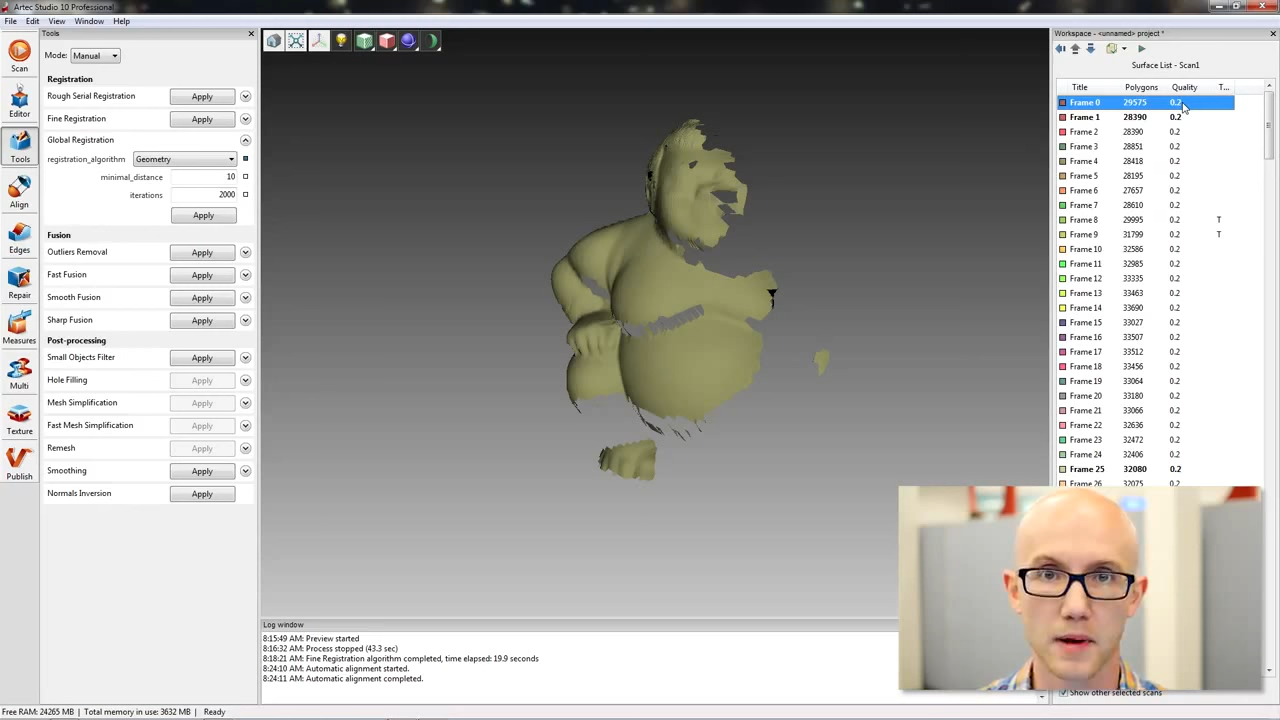 Artec Studio 10 Professional
File Edit View Window Help
Tools
Workspace - <unnamed> project *
Scan
Editor
Tools
Align
Edges
Repair
Measures
Multi
Texture
Publish
Mode: Manual
Registration
Rough Serial Registration Apply
Fine Registration Apply
Global Registration
registration_algorithm Geometry
minimal_distance 10
iterations 2000
Apply
Fusion
Outliers Removal Apply
Fast Fusion Apply
Smooth Fusion Apply
Sharp Fusion Apply
Post-processing
Small Objects Filter Apply
Hole Filling Apply
Mesh Simplification Apply
Fast Mesh Simplification Apply
Remesh Apply
Smoothing Apply
Normals Inversion Apply
Surface List - Scan1
Title Polygons Quality T...
Frame 0 29575 0.2
Frame 1 28390 0.2
Frame 2 28390 0.2
Frame 3 28851 0.2
Frame 4 28418 0.2
Frame 5 28195 0.2
Frame 6 27657 0.2
Frame 7 28610 0.2
Frame 8 29995 0.2 T
Frame 9 31799 0.2 T
Frame 10 32586 0.2
Frame 11 32985 0.2
Frame 12 33335 0.2
Frame 13 33463 0.2
Frame 14 33690 0.2
Frame 15 33027 0.2
Frame 16 33507 0.2
Frame 17 33512 0.2
Frame 18 33456 0.2
Frame 19 33064 0.2
Frame 20 33180 0.2
Frame 21 33066 0.2
Frame 22 32636 0.2
Frame 23 32472 0.2
Frame 24 32406 0.2
Frame 25 32080 0.2
Frame 26 32075 0.2
Show other selected scans
Log window
8:15:49 AM: Preview started
8:16:32 AM: Process stopped (43.3 sec)
8:18:21 AM: Fine Registration algorithm completed, time elapsed: 19.9 seconds
8:24:10 AM: Automatic alignment started.
8:24:11 AM: Automatic alignment completed.
Free RAM: 24265 MB | Total memory in use: 3632 MB | Ready